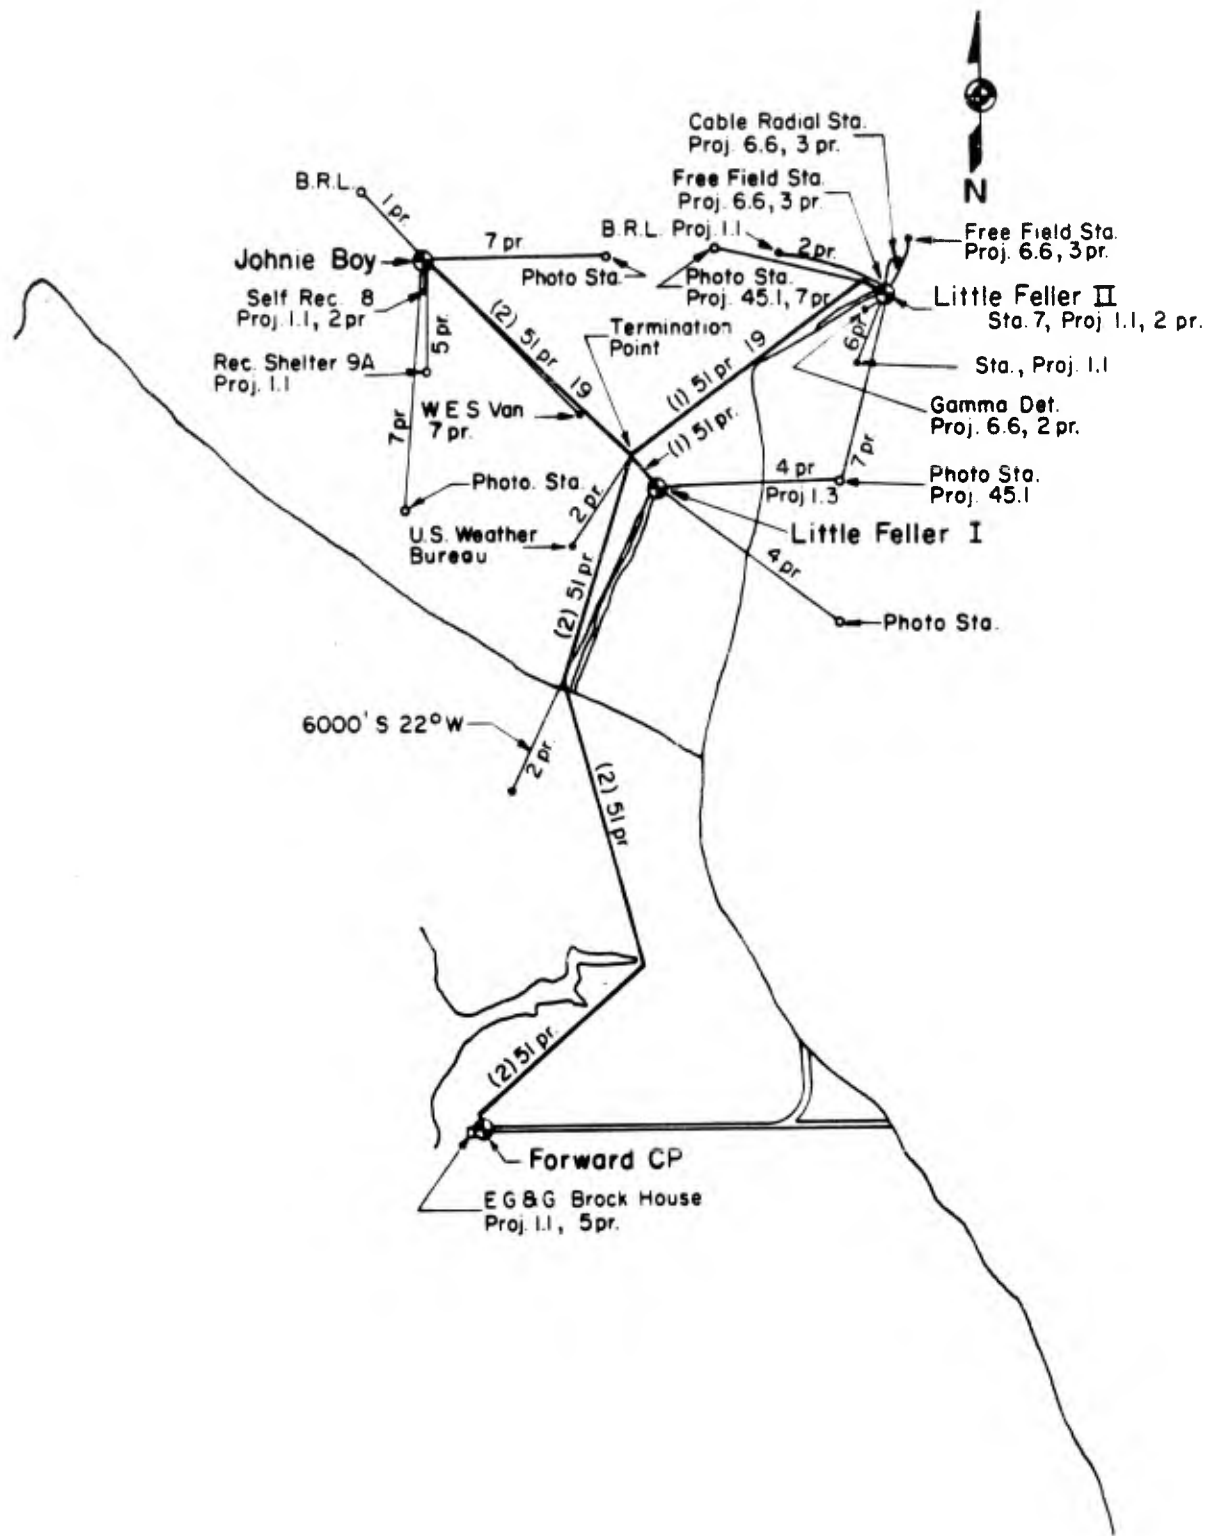 N
Cable Radial Sta.
Proj. 6.6, 3 pr.
Free Field Sta.
Proj. 6.6, 3 pr.
B.R.L.
1 pr.
B.R.L. Proj. 1.1
2 pr.
Free Field Sta.
Proj. 6.6, 3 pr.
7 pr
Johnie Boy
Photo Sta.
Photo Sta.
Proj. 45.1, 7 pr.
Little Feller II
Sta. 7, Proj 1.1, 2 pr.
Self Rec. 8
Proj. 1.1, 2 pr
(2) 51 pr
19
Termination
Point
19
(1) 51 pr
6 pr
5 pr.
Rec. Shelter 9A
Proj. 1.1
Sta., Proj. 1.1
W E S Van
7 pr.
Gamma Det.
Proj. 6.6, 2 pr.
7 pr
(1) 51 pr.
4 pr
Proj 1.3
7 pr
Photo Sta.
Proj. 45.1
Photo. Sta.
2 pr.
Little Feller I
U.S. Weather
Bureau
4 pr
(2) 51 pr.
Photo Sta.
6000' S 22° W
2 pr.
(2) 51 pr
(2) 51 pr.
Forward CP
E G & G Brock House
Proj. 1.1, 5 pr.